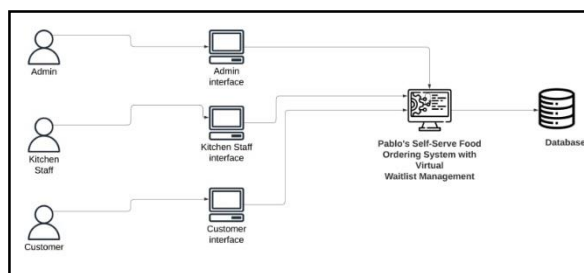 Admin
Admin
interface
Kitchen
Staff
Kitchen Staff
interface
Customer
Customer
interface
Pablo's Self-Serve Food
Ordering System with
Virtual
Waitlist Management
Database